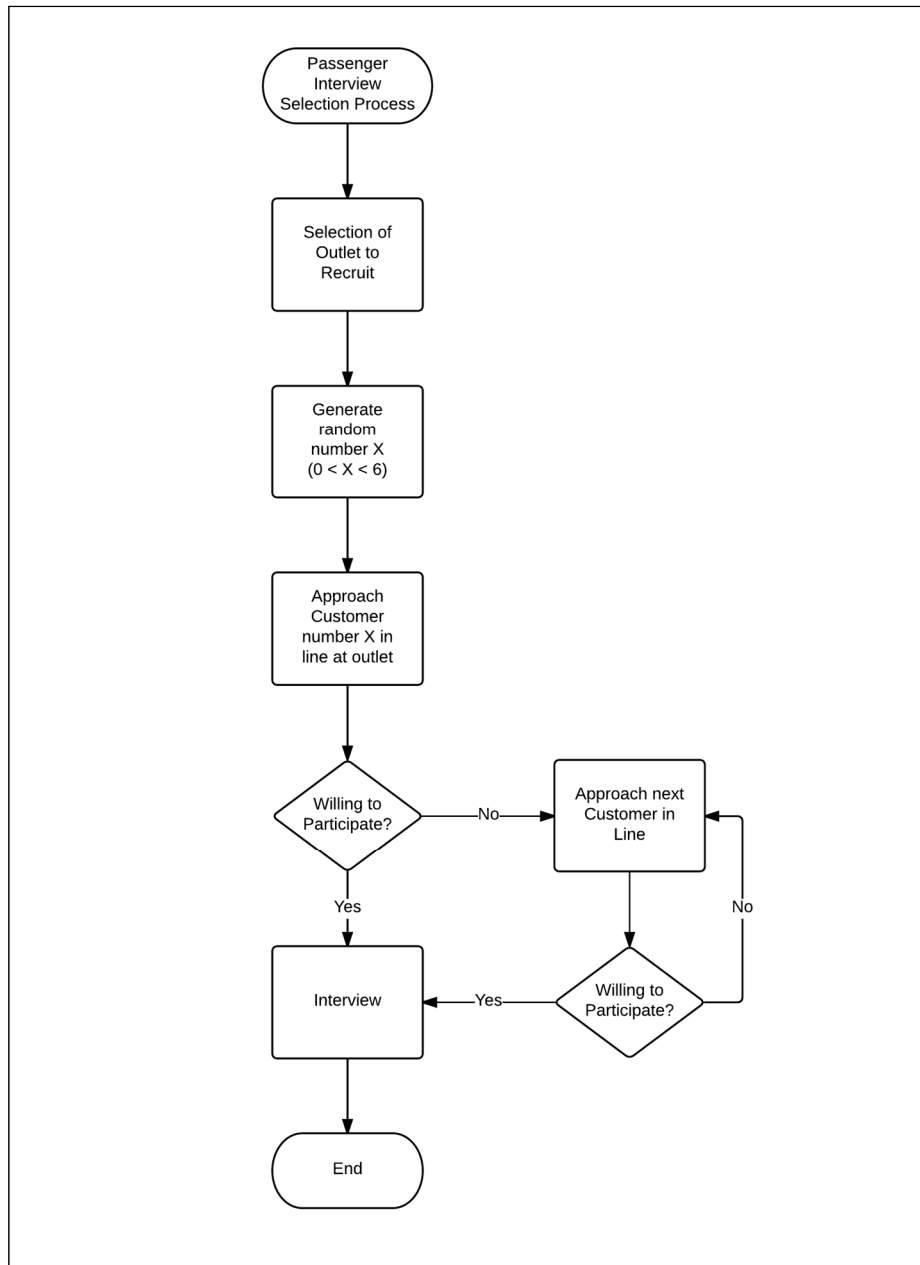 Passenger
Interview
Selection Process
Selection of
Outlet to
Recruit
Generate
random
number X
(0 < X < 6)
Approach
Customer
number X in
line at outlet
Willing to
Participate?
No
Approach next
Customer in
Line
Yes
No
Interview
Yes
Willing to
Participate?
End